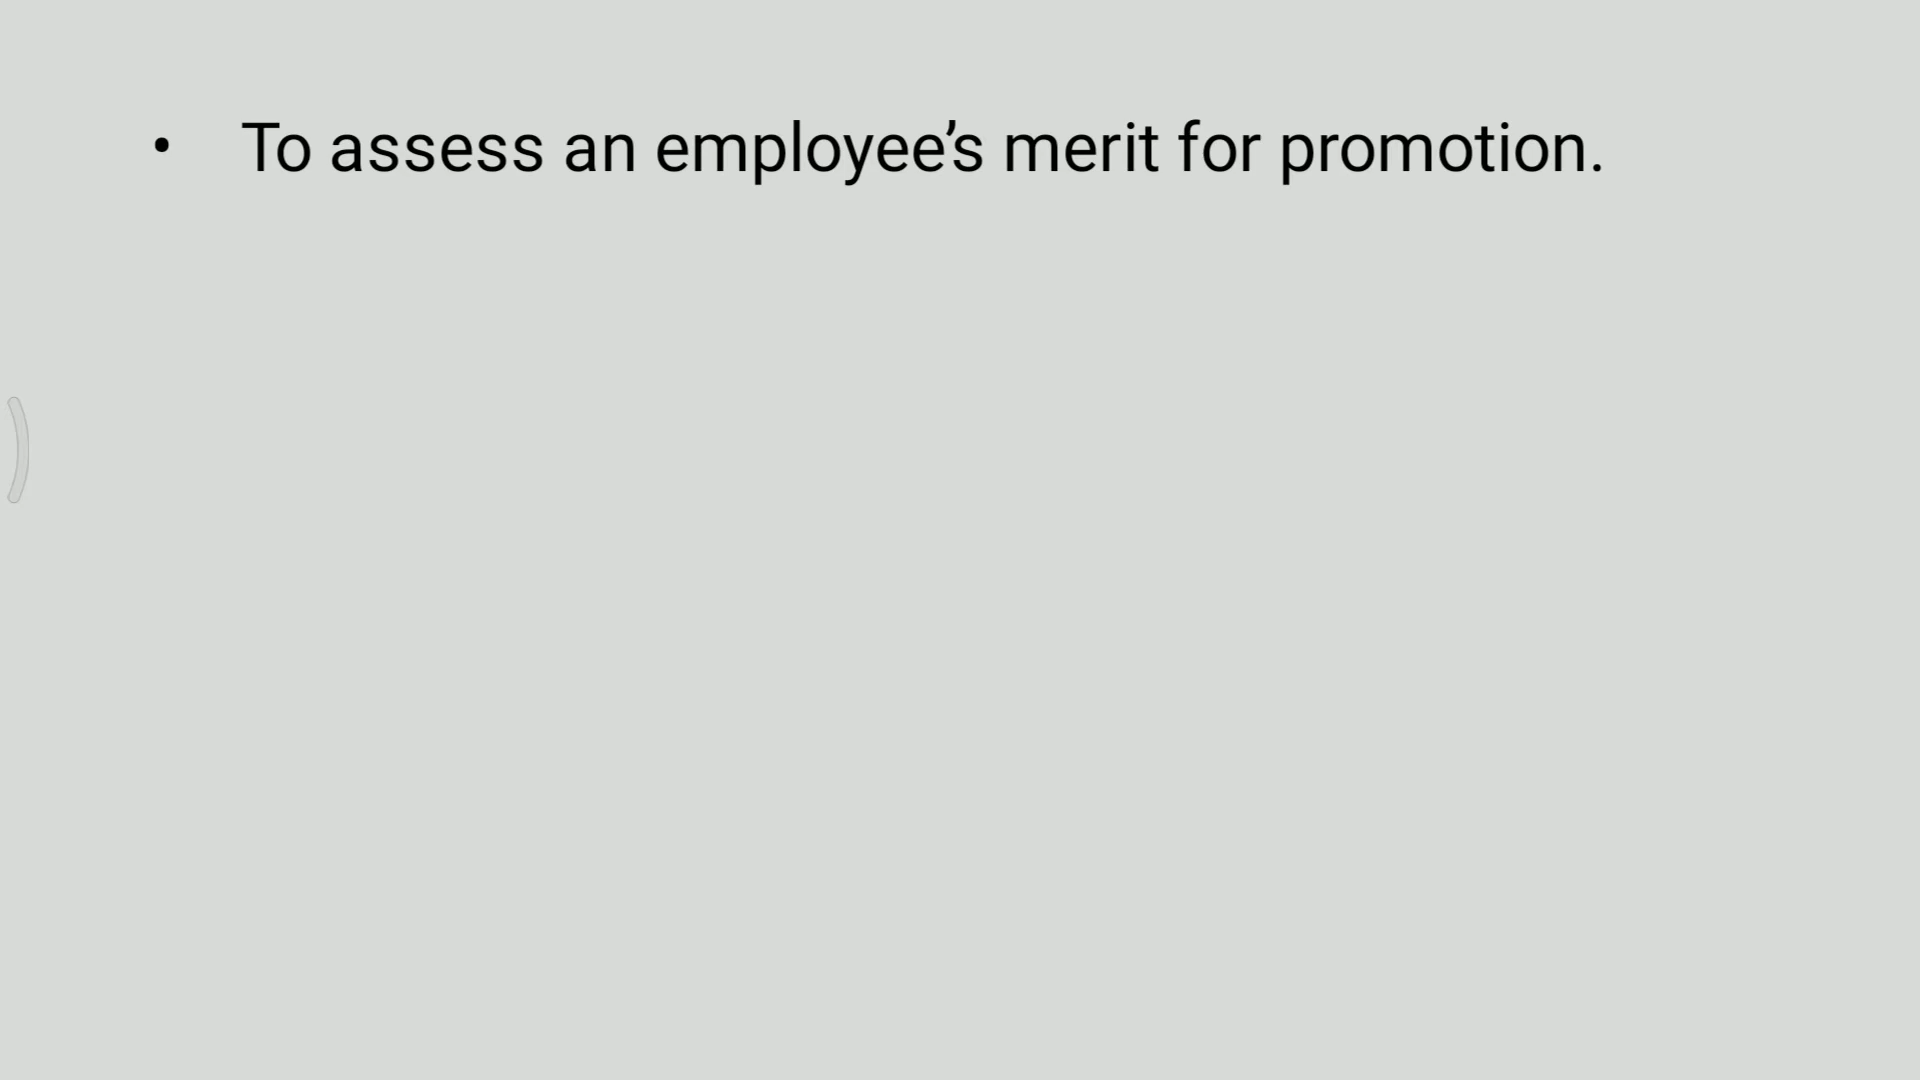 • To assess an employee’s merit for promotion.